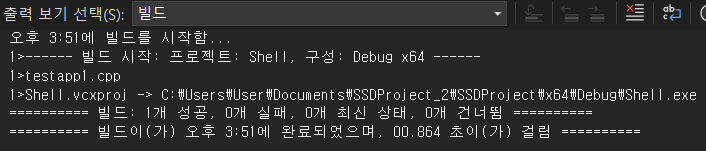 출력 보기 선택(S): 빌드
오후 3:51에 빌드를 시작함...
1>------ 빌드 시작: 프로젝트: Shell, 구성: Debug x64 ------
1>testapp1.cpp
1>Shell.vcxproj -> C:₩Users₩User₩Documents₩SSDProject_2₩SSDProject₩x64₩Debug₩Shell.exe
========== 빌드: 1개 성공, 0개 실패, 0개 최신 상태, 0개 건너뜀 ==========
========== 빌드이(가) 오후 3:51에 완료되었으며, 00.864 초이(가) 걸림 ==========